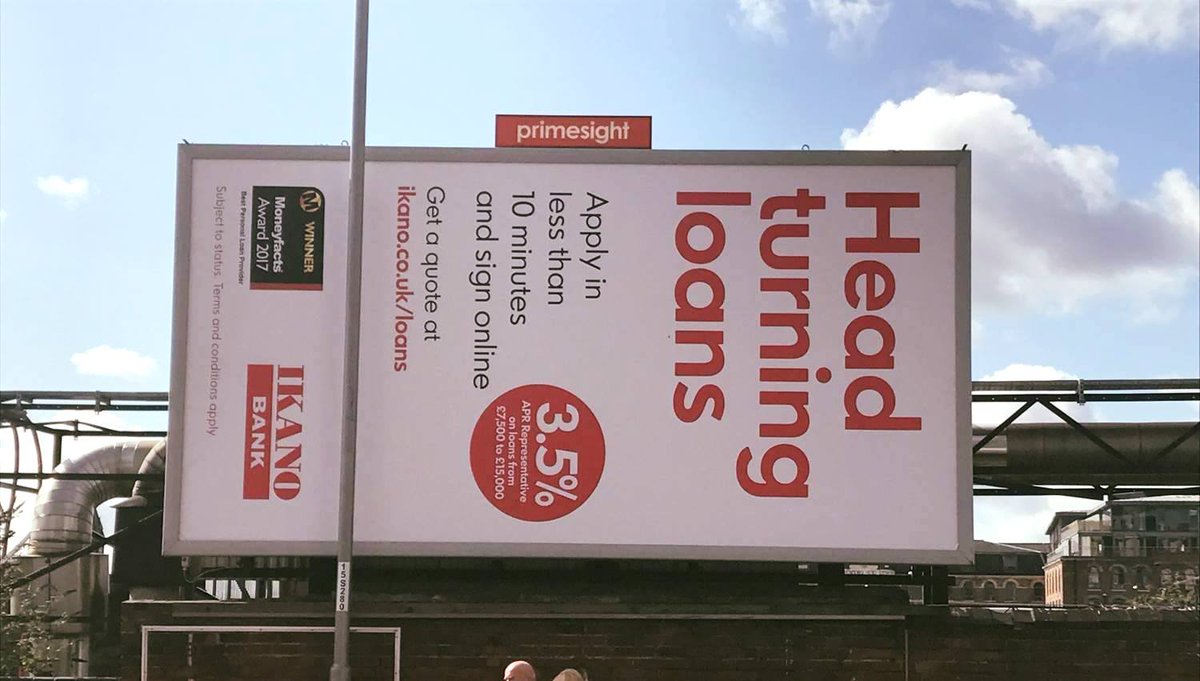 primesight
Head
turning
loans
Apply in
less than
10 minutes
and sign online
3.5%
APR Representative
on loans from
£7,500 to £15,000
Get a quote at
ikano.co.uk/loans
WINNER
Moneyfacts
Award 2017
Best Personal Loan Provider
IKANO
BANK
Subject to status. Terms and conditions apply
15S280